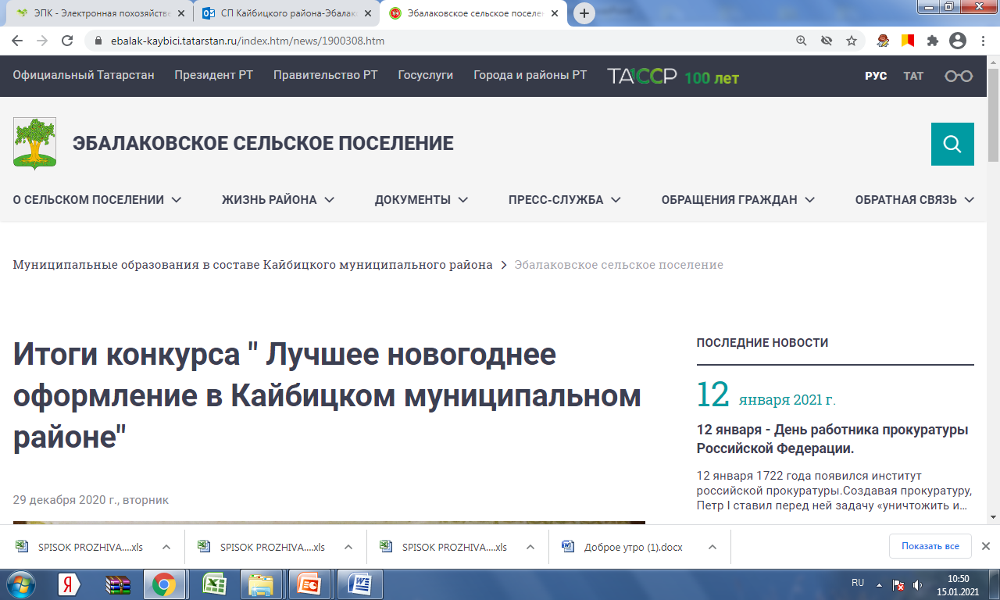 ЭПК - Электронная похозяйстве
СП Кайбицкого района-Эбалак
Эбалаковское сельское поселен
ebalak-kaybici.tatarstan.ru/index.htm/news/1900308.htm
Официальный Татарстан Президент РТ Правительство РТ Госуслуги Города и районы РТ ТАССР 100 лет РУС ТАТ
ЭБАЛАКОВСКОЕ СЕЛЬСКОЕ ПОСЕЛЕНИЕ
О СЕЛЬСКОМ ПОСЕЛЕНИИ ЖИЗНЬ РАЙОНА ДОКУМЕНТЫ ПРЕСС-СЛУЖБА ОБРАЩЕНИЯ ГРАЖДАН ОБРАТНАЯ СВЯЗЬ
Муниципальные образования в составе Кайбицкого муниципального района > Эбалаковское сельское поселение
Итоги конкурса " Лучшее новогоднее
оформление в Кайбицком муниципальном
районе"
29 декабря 2020 г., вторник
ПОСЛЕДНИЕ НОВОСТИ
12 января 2021 г.
12 января - День работника прокуратуры
Российской Федерации.
12 января 1722 года появился институт
российской прокуратуры.Создавая прокуратуру,
Петр I ставил перед ней задачу «уничтожить и...
SPISOK PROZHIVA....xls SPISOK PROZHIVA....xls SPISOK PROZHIVA....xls Доброе утро (1).docx Показать все
RU
10:50
15.01.2021